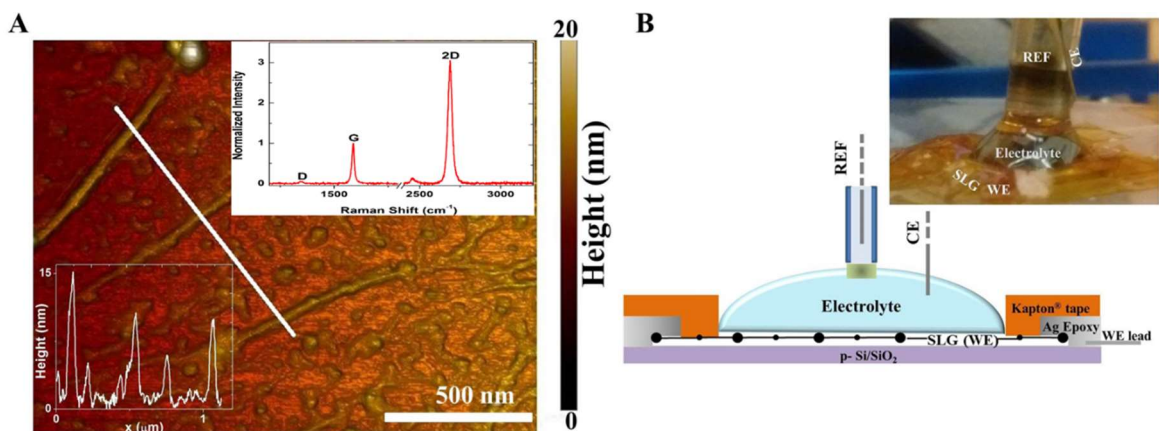 A
20
3
2
1
0
Normalized Intensity
D
G
2D
1500
2500
3000
Raman Shift (cm⁻¹)
Height (nm)
15
0
Height (nm)
0
1
x (μm)
500 nm
0
B
REF
CE
Electrolyte
SLG WE
REF
CE
Electrolyte
Kapton® tape
Ag Epoxy
WE lead
SLG (WE)
p- Si/SiO₂